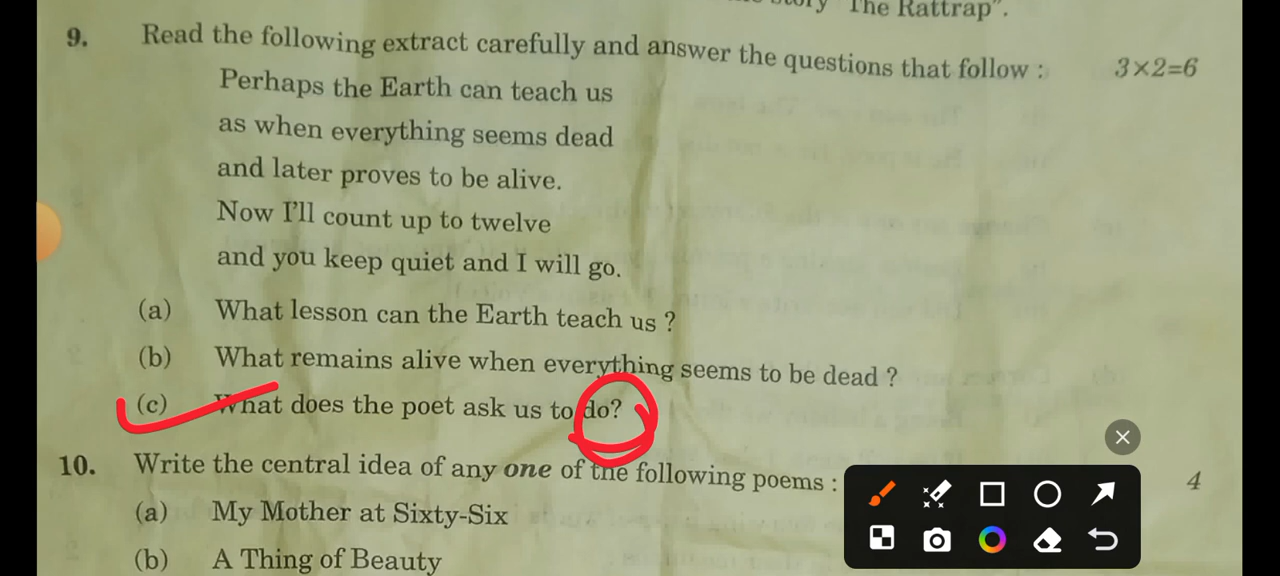 The Rattrap".
9. Read the following extract carefully and answer the questions that follow : 3×2=6
Perhaps the Earth can teach us
as when everything seems dead
and later proves to be alive.
Now I'll count up to twelve
and you keep quiet and I will go.
(a) What lesson can the Earth teach us ?
(b) What remains alive when everything seems to be dead ?
(c) What does the poet ask us to do?
10. Write the central idea of any one of the following poems : 4
(a) My Mother at Sixty-Six
(b) A Thing of Beauty